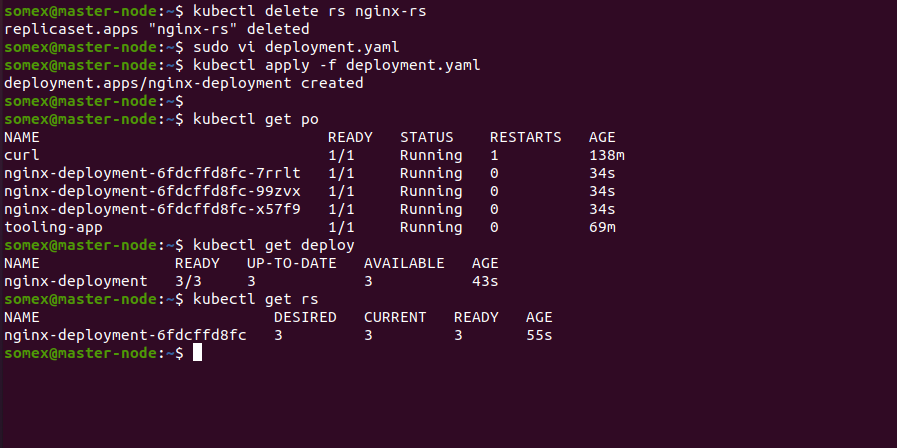 somex@master-node:~$ kubectl delete rs nginx-rs
replicaset.apps "nginx-rs" deleted
somex@master-node:~$ sudo vi deployment.yaml
somex@master-node:~$ kubectl apply -f deployment.yaml
deployment.apps/nginx-deployment created
somex@master-node:~$
somex@master-node:~$ kubectl get po
NAME                                READY   STATUS    RESTARTS   AGE
curl                                1/1     Running   1          138m
nginx-deployment-6fdcffd8fc-7rrlt   1/1     Running   0          34s
nginx-deployment-6fdcffd8fc-99zvx   1/1     Running   0          34s
nginx-deployment-6fdcffd8fc-x57f9   1/1     Running   0          34s
tooling-app                         1/1     Running   0          69m
somex@master-node:~$ kubectl get deploy
NAME               READY   UP-TO-DATE   AVAILABLE   AGE
nginx-deployment   3/3     3            3           43s
somex@master-node:~$ kubectl get rs
NAME                          DESIRED   CURRENT   READY   AGE
nginx-deployment-6fdcffd8fc   3         3         3       55s
somex@master-node:~$